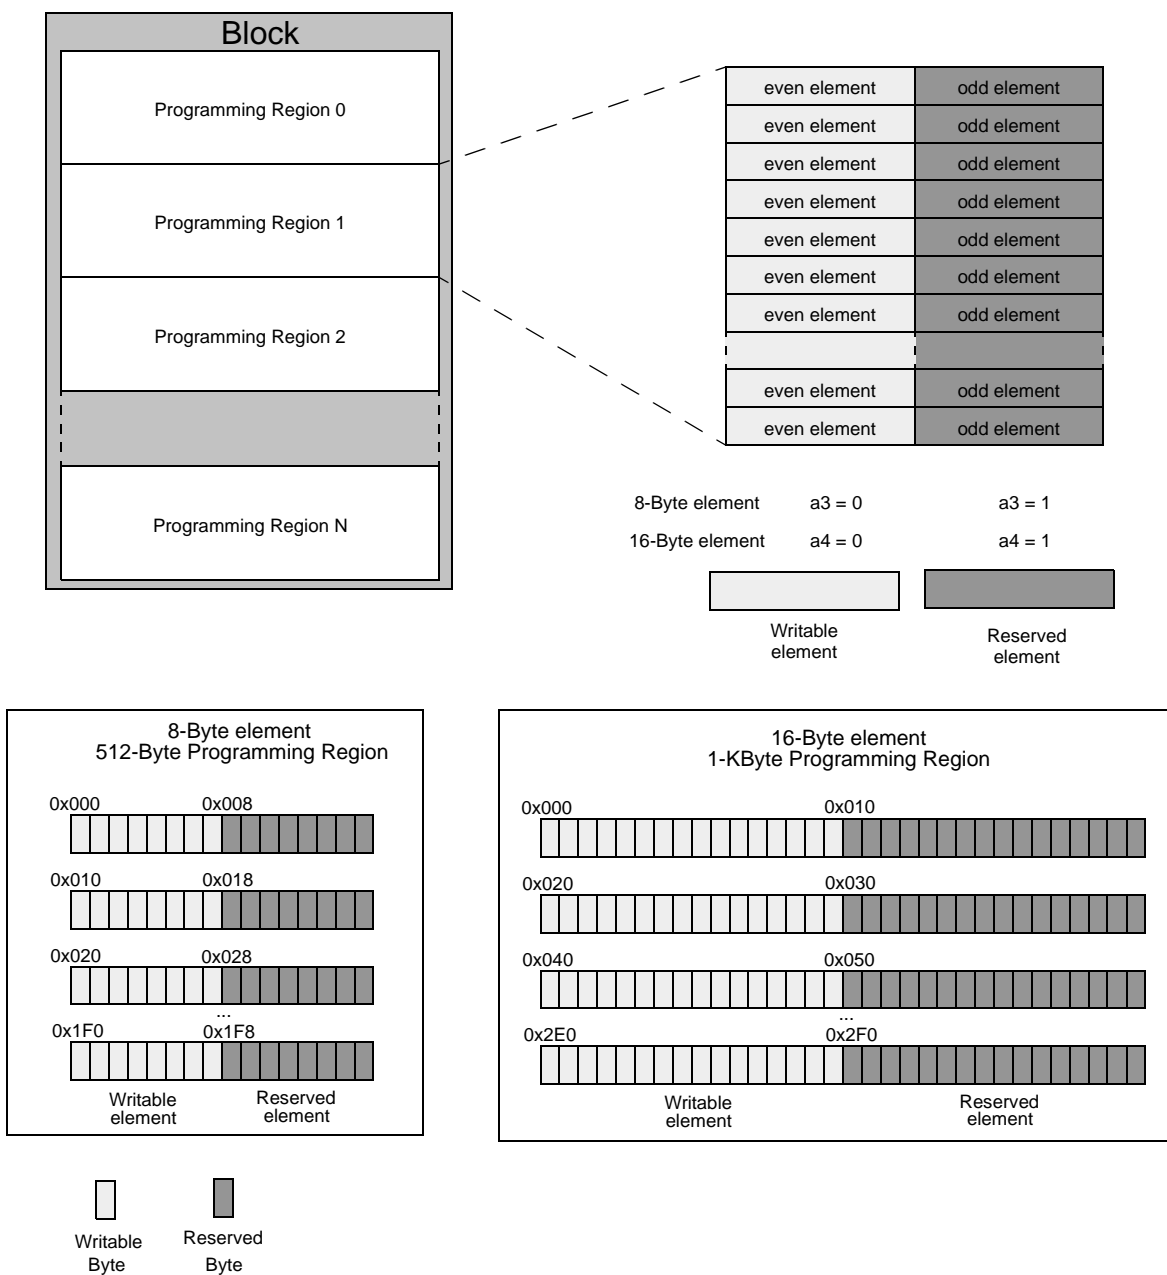 Block
Programming Region 0
Programming Region 1
Programming Region 2
Programming Region N
even element odd element
even element odd element
even element odd element
even element odd element
even element odd element
even element odd element
even element odd element
even element odd element
even element odd element
8-Byte element a3 = 0 a3 = 1
16-Byte element a4 = 0 a4 = 1
Writable
element
Reserved
element
8-Byte element
512-Byte Programming Region
0x000 0x008
0x010 0x018
0x020 0x028
...
0x1F0 0x1F8
Writable
element
Reserved
element
16-Byte element
1-KByte Programming Region
0x000 0x010
0x020 0x030
0x040 0x050
...
0x2E0 0x2F0
Writable
element
Reserved
element
Writable
Byte
Reserved
Byte